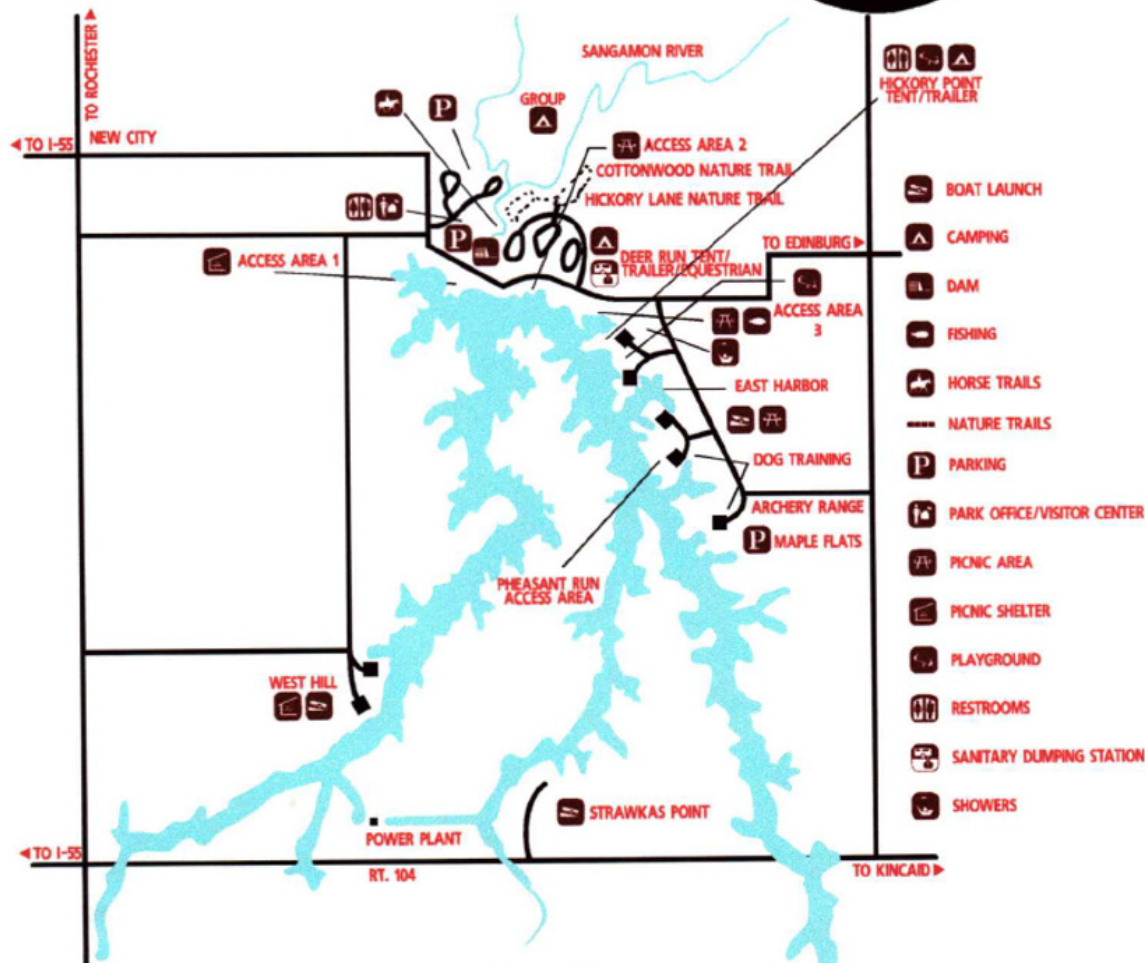 TO ROCHESTER
SANGAMON RIVER
HICKORY POINT
TENT/TRAILER
P
GROUP
TO I-55
NEW CITY
ACCESS AREA 2
COTTONWOOD NATURE TRAIL
HICKORY LANE NATURE TRAIL
P
ACCESS AREA 1
DEER RUN TENT/
TRAILER/EQUESTRIAN
TO EDINBURG
ACCESS AREA
3
EAST HARBOR
DOG TRAINING
ARCHERY RANGE
P MAPLE FLATS
PHEASANT RUN
ACCESS AREA
WEST HILL
STRAWKAS POINT
POWER PLANT
TO I-55
RT. 104
TO KINCAID
BOAT LAUNCH
CAMPING
DAM
FISHING
HORSE TRAILS
NATURE TRAILS
P PARKING
PARK OFFICE/VISITOR CENTER
PICNIC AREA
PICNIC SHELTER
PLAYGROUND
RESTROOMS
SANITARY DUMPING STATION
SHOWERS